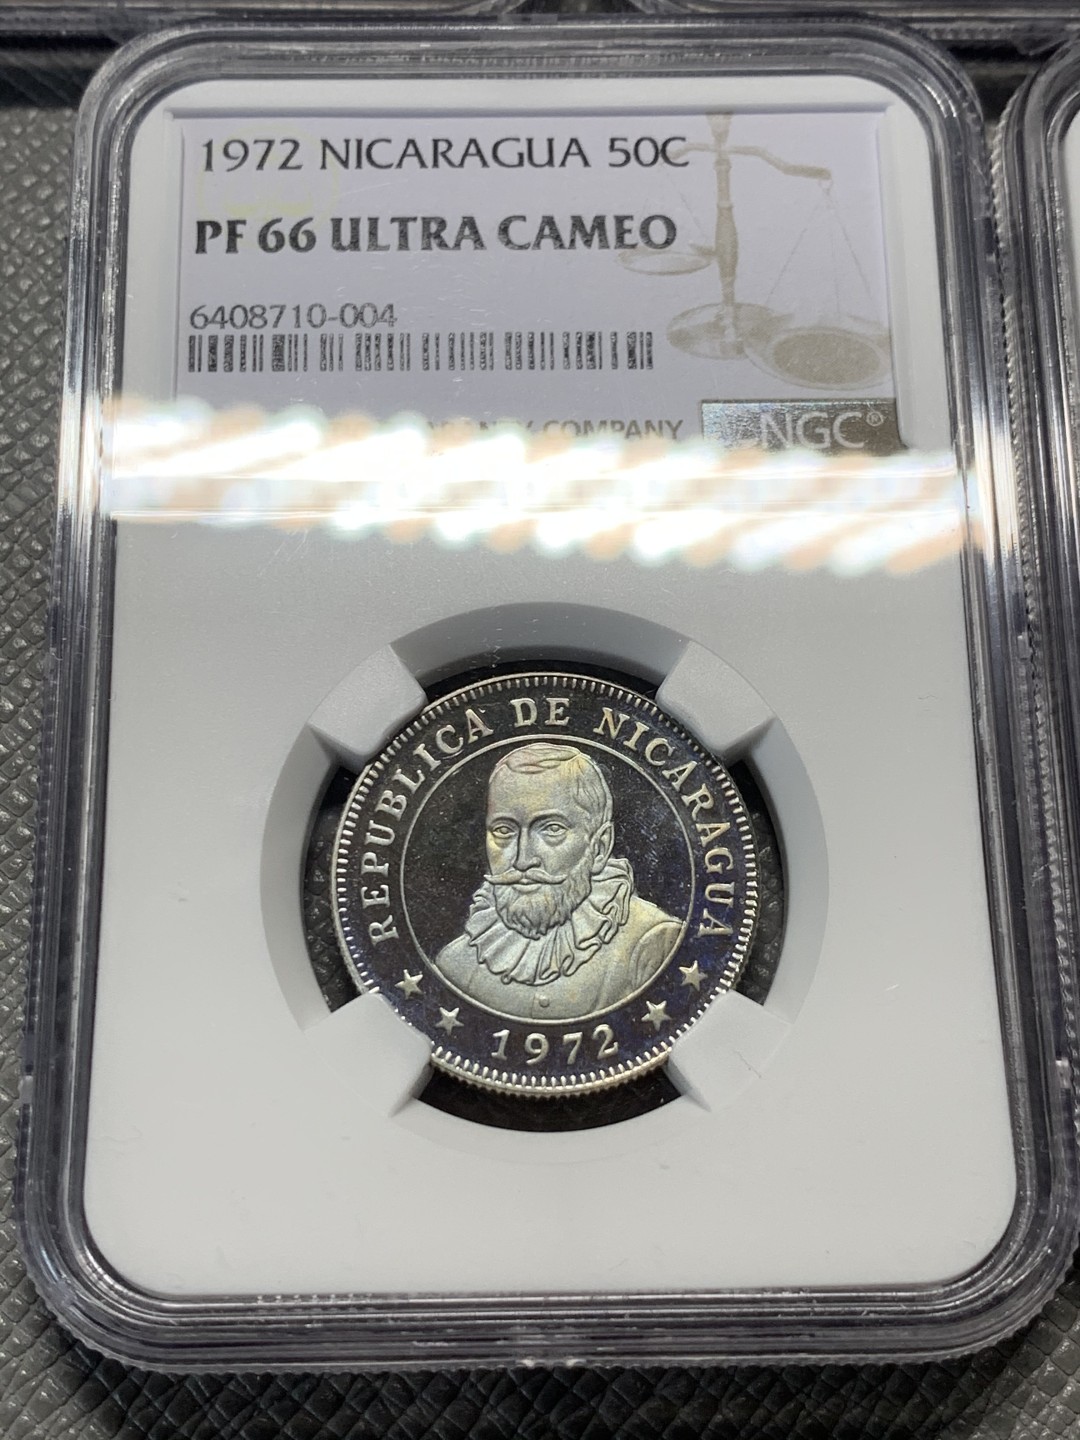 1972 NICARAGUA 50C
PF 66 ULTRA CAMEO
6408710-004
COMPANY
NGC®
REPUBLICA DE NICARAGUA
1972